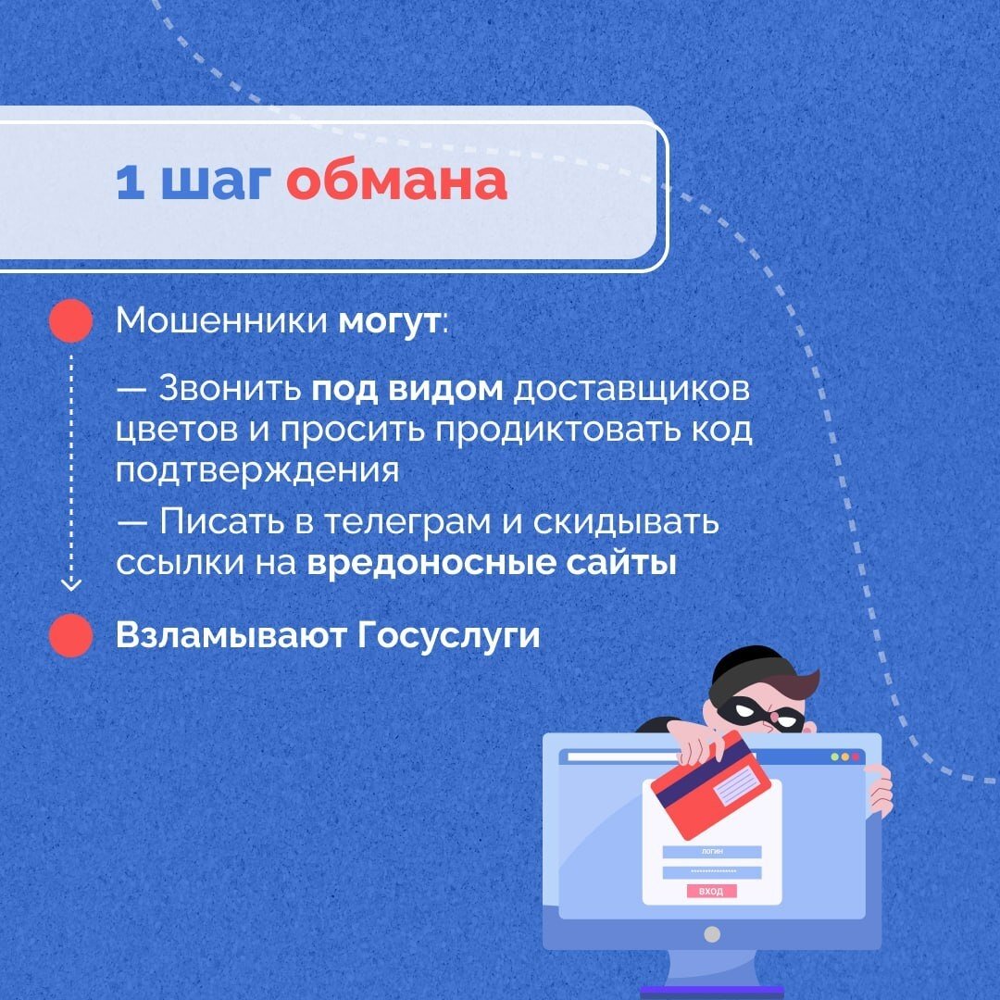 1 шаг обмана
Мошенники могут:
— Звонить под видом доставщиков
цветов и просить продиктовать код
подтверждения
— Писать в телеграм и скидывать
ссылки на вредоносные сайты
Взламывают Госуслуги
ЛОГИН
****************
ВХОД